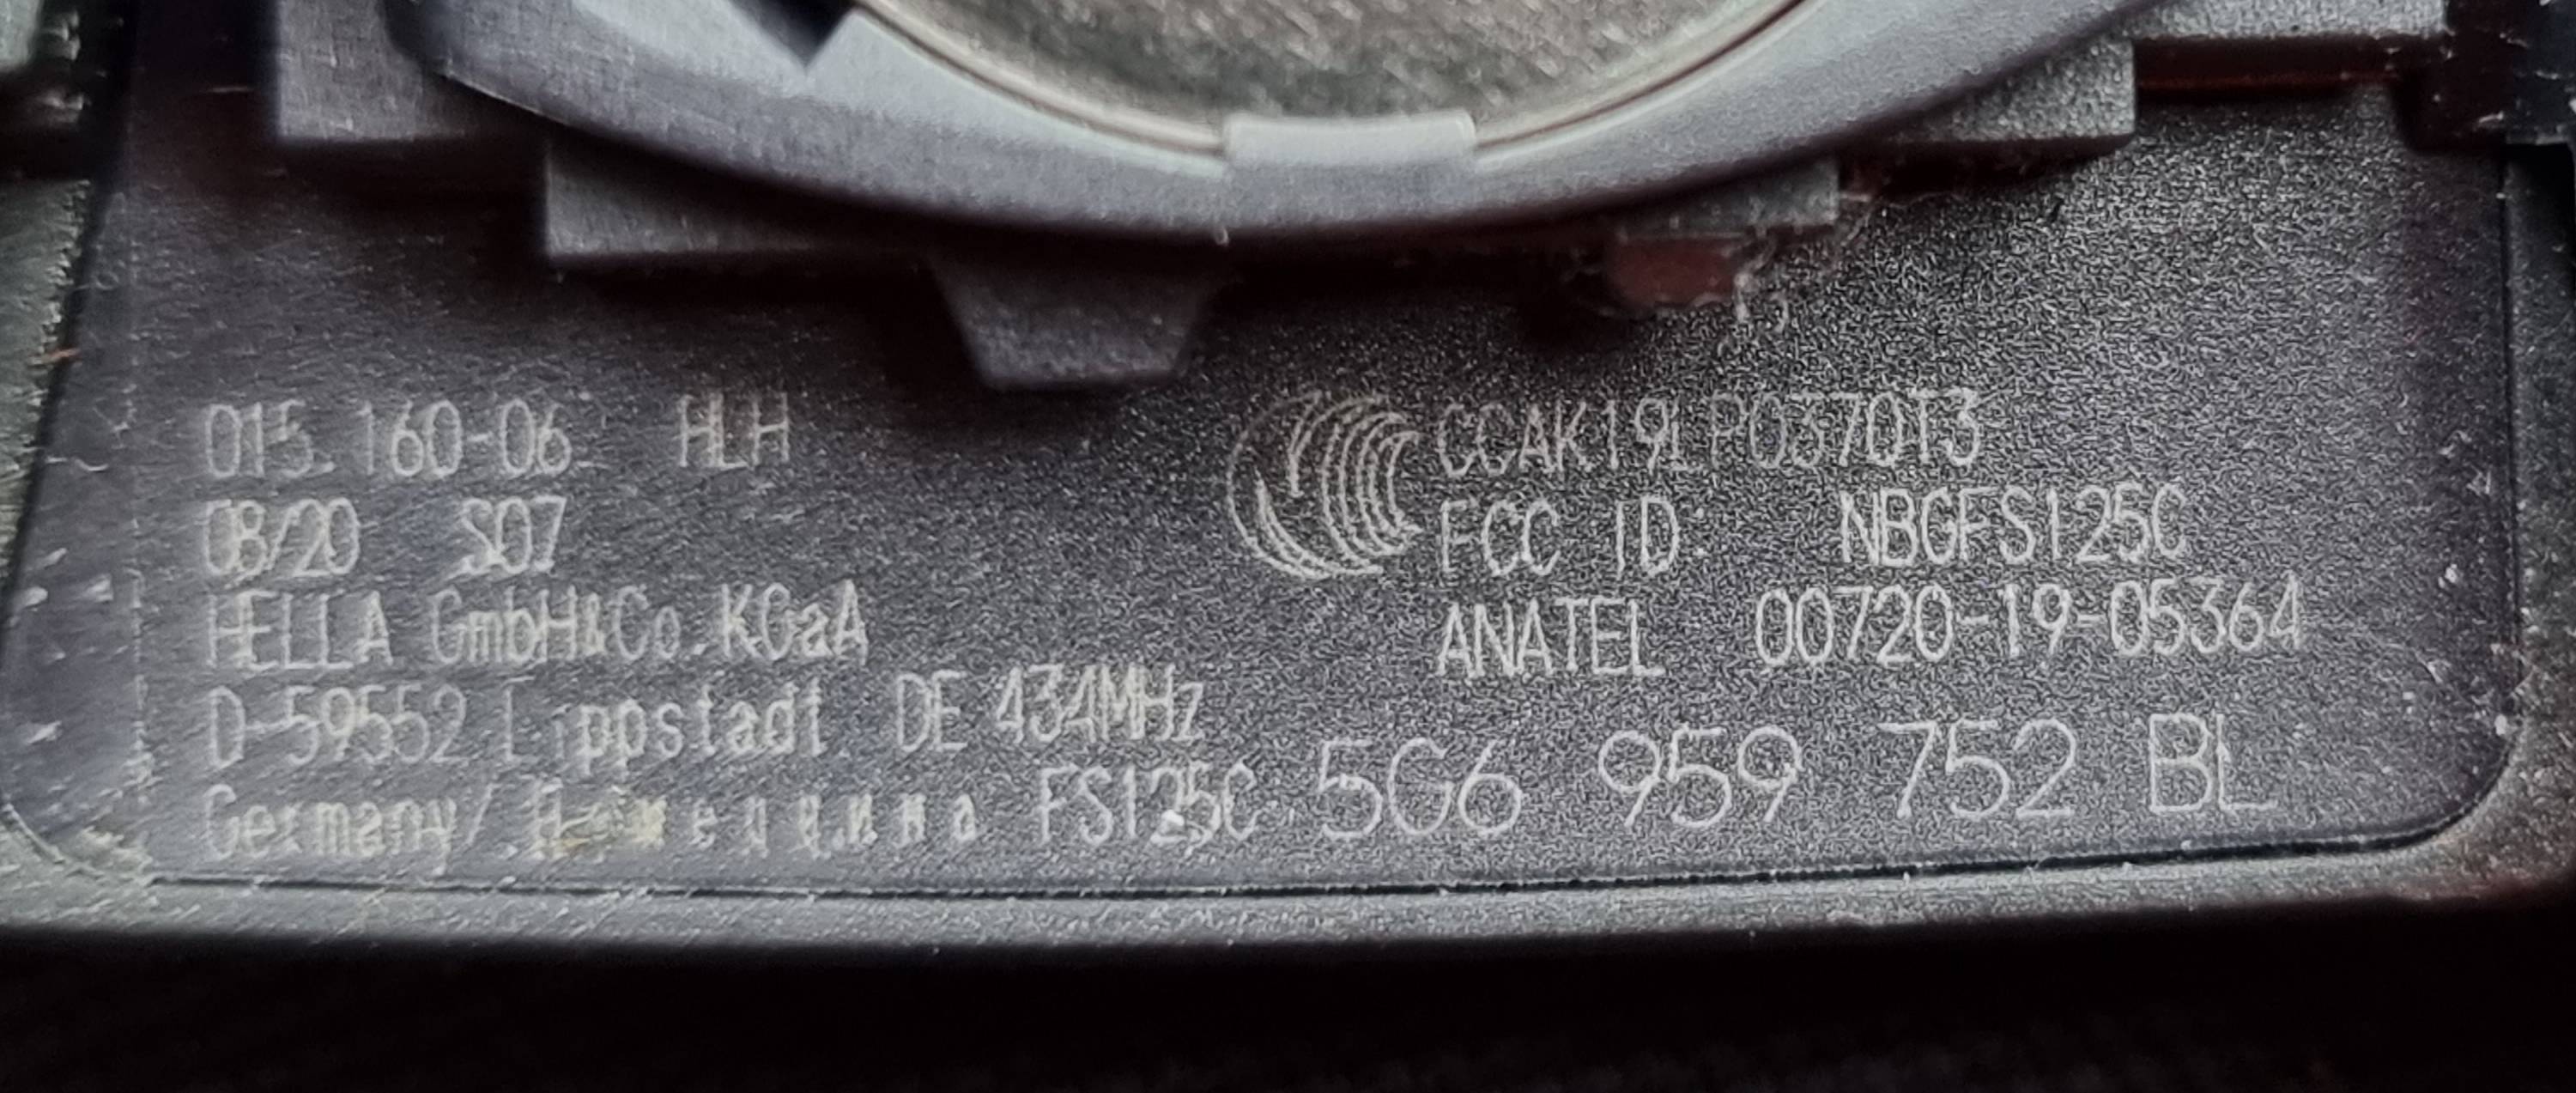 015.160-06 HLH
08/20 S07
HELLA GmbH&Co.KGaA
D-59552 Lippstadt DE 434MHz
Germany/ FS125C
CCAK19LP0370T3
FCC ID: NBGFS125C
ANATEL 00720-19-05364
5G6 959 752 BL